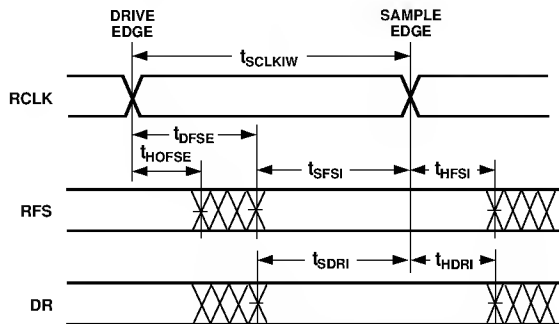 DRIVE EDGE
SAMPLE EDGE
tSCLKIW
RCLK
tDFSE
tHOFSE
tSFSI
tHFSI
RFS
tSDRI
tHDRI
DR